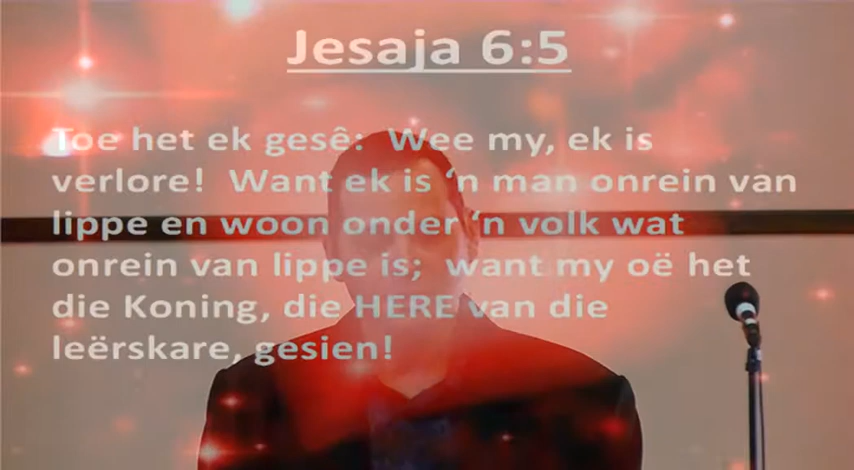 Jesaja 6:5
Toe het ek gesê:  Wee my, ek is
verlore!  Want ek is ‘n man onrein van
lippe en woon onder ‘n volk wat
onrein van lippe is;  want my oë het
die Koning, die HERE van die
leërskare, gesien!